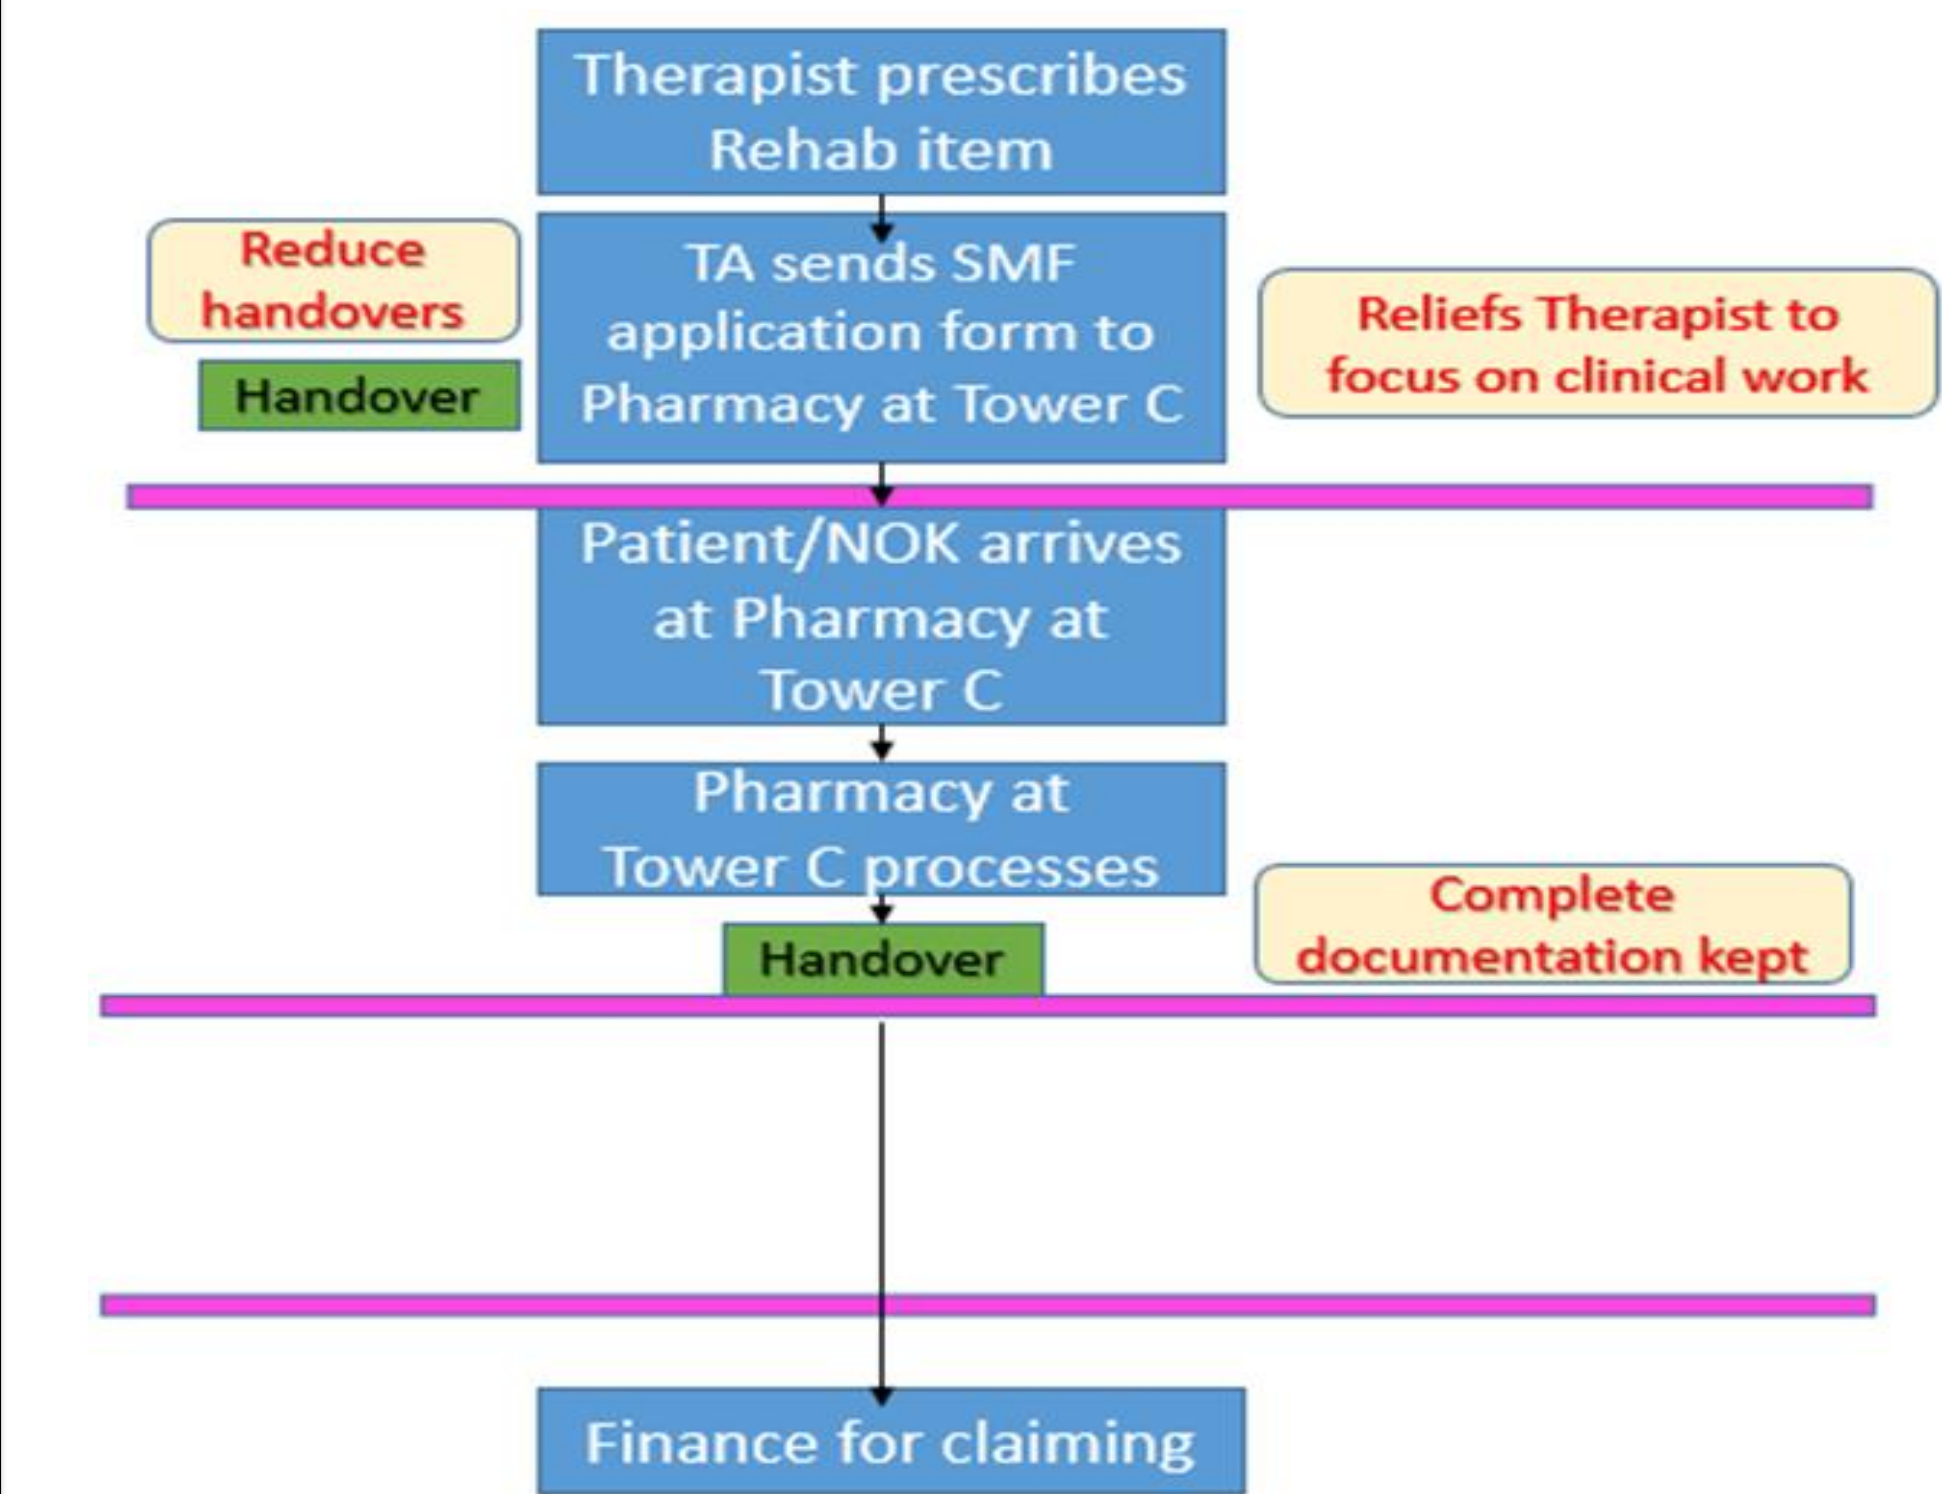 Therapist prescribes
Rehab item
Reduce
handovers
Handover
TA sends SMF
application form to
Pharmacy at Tower C
Reliefs Therapist to
focus on clinical work
Patient/NOK arrives
at Pharmacy at
Tower C
Pharmacy at
Tower C processes
Handover
Complete
documentation kept
Finance for claiming